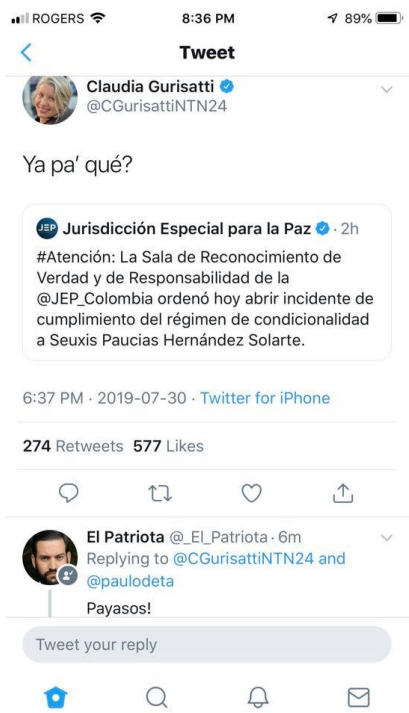 ROGERS 8:36 PM 89%
Tweet
Claudia Gurisatti
@CGurisattiNTN24
Ya pa' qué?
JEP Jurisdicción Especial para la Paz · 2h
#Atención: La Sala de Reconocimiento de
Verdad y de Responsabilidad de la
@JEP_Colombia ordenó hoy abrir incidente de
cumplimiento del régimen de condicionalidad
a Seuxis Paucias Hernández Solarte.
6:37 PM · 2019-07-30 · Twitter for iPhone
274 Retweets 577 Likes
El Patriota @_El_Patriota · 6m
Replying to @CGurisattiNTN24 and
@paulodeta
Payasos!
Tweet your reply